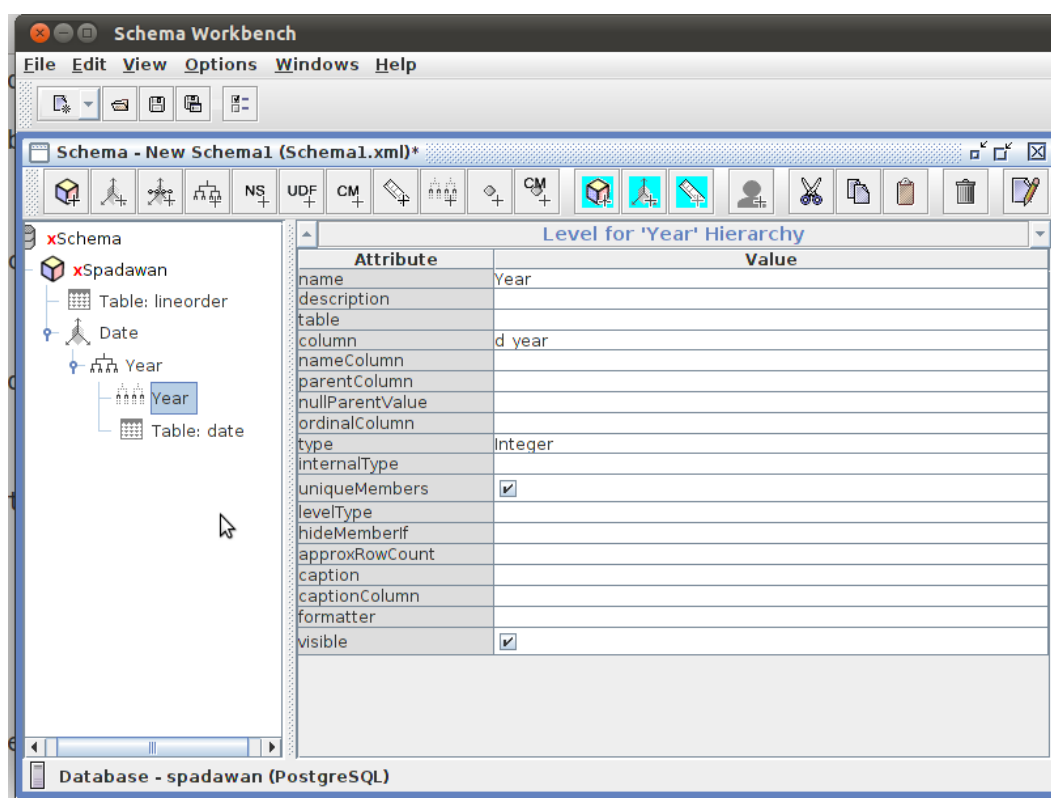 Schema Workbench
File Edit View Options Windows Help
Schema - New Schema1 (Schema1.xml)*
NS UDF CM CM
xSchema
xSpadawan
Table: lineorder
Date
Year
Year
Table: date
Level for 'Year' Hierarchy
Attribute Value
name Year
description
table
column d_year
nameColumn
parentColumn
nullParentValue
ordinalColumn
type Integer
internalType
uniqueMembers
levelType
hideMemberIf
approxRowCount
caption
captionColumn
formatter
visible
Database - spadawan (PostgreSQL)